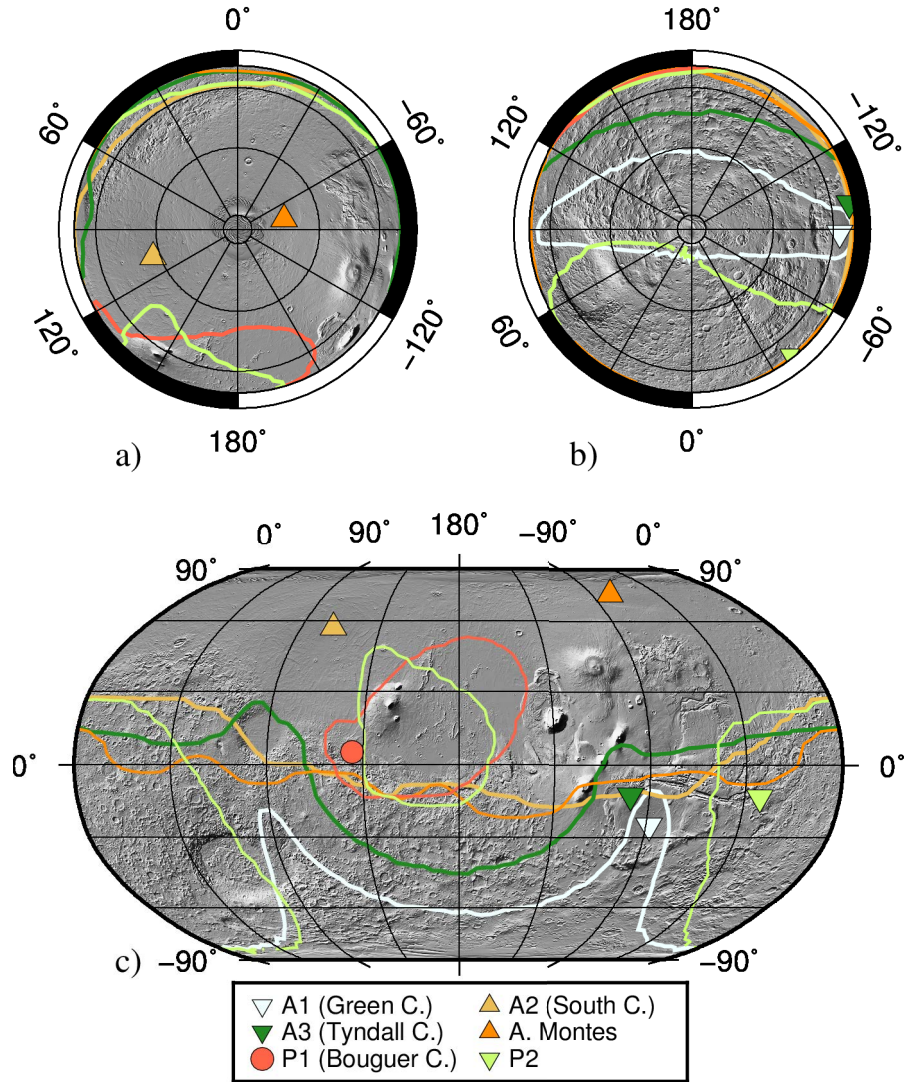 0° 180°
60° −60° 120° −120°
120° −120° 60° −60°
180° 0°
a) b)
0° 90° 180° −90° 0°
90° 90°
0° 0°
−90° −90°
c)
A1 (Green C.) A2 (South C.)
A3 (Tyndall C.) A. Montes
P1 (Bouguer C.) P2